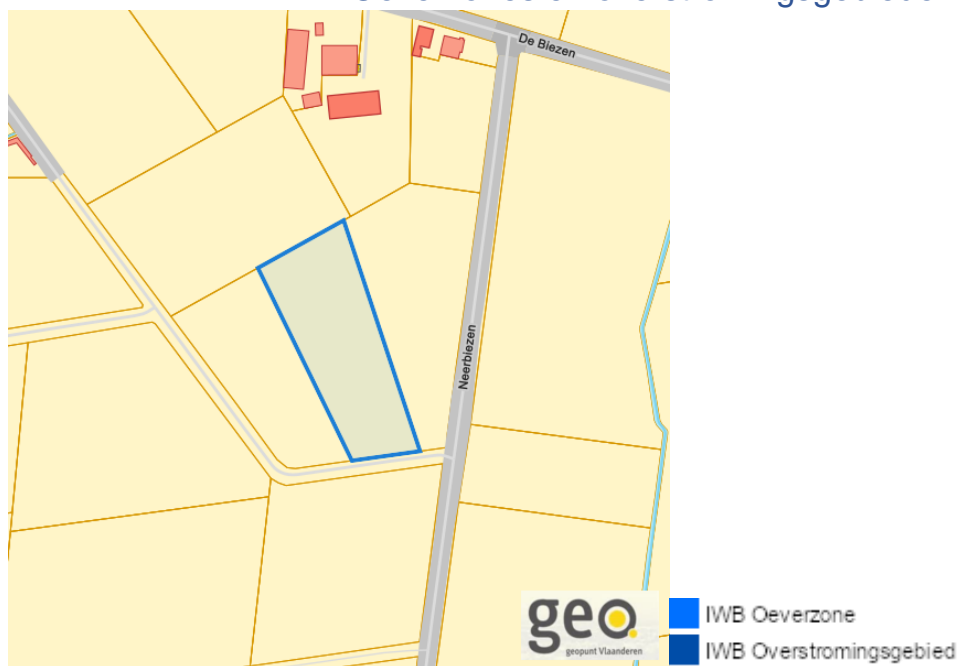 De Biezen
Neerbiezen
geo
geopunt Vlaanderen
IWB Oeverzone
IWB Overstromingsgebied